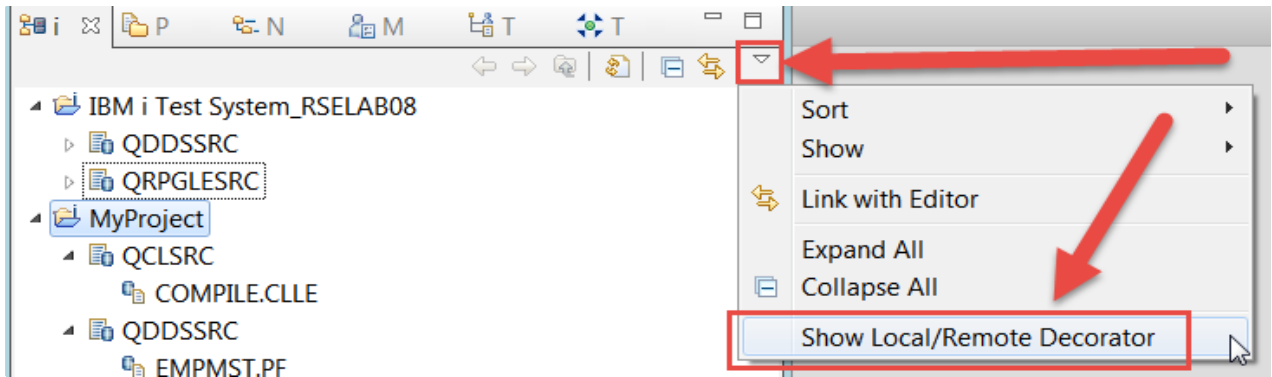 i P N M T T
IBM i Test System_RSELAB08
QDDSSRC
QRPGLESRC
MyProject
QCLSRC
COMPILE.CLLE
QDDSSRC
EMPMST.PF
Sort
Show
Link with Editor
Expand All
Collapse All
Show Local/Remote Decorator